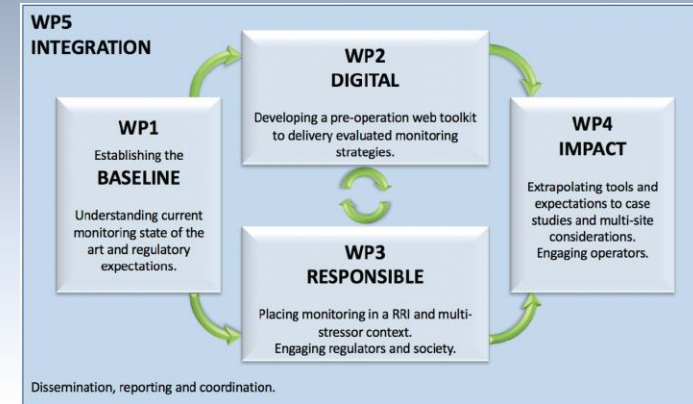 WP5
INTEGRATION
WP1
Establishing the
BASELINE
Understanding current
monitoring state of the
art and regulatory
expectations.
WP2
DIGITAL
Developing a pre-operation web toolkit
to delivery evaluated monitoring
strategies.
WP3
RESPONSIBLE
Placing monitoring in a RRI and multi-
stressor context.
Engaging regulators and society.
WP4
IMPACT
Extrapolating tools and
expectations to case
studies and multi-site
considerations.
Engaging operators.
Dissemination, reporting and coordination.